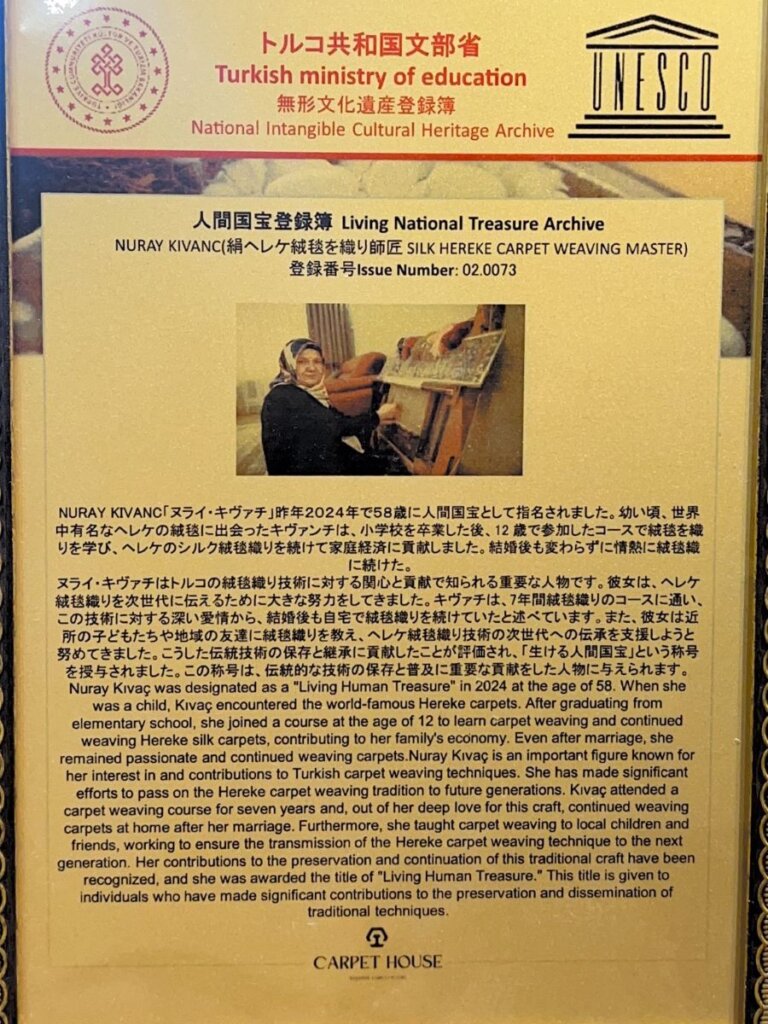 トルコ共和国文部省
Turkish ministry of education
無形文化遺産登録簿
National Intangible Cultural Heritage Archive
UNESCO
人間国宝登録簿 Living National Treasure Archive
NURAY KIVANC(絹ヘレケ絨毯を織り師匠 SILK HEREKE CARPET WEAVING MASTER)
登録番号Issue Number: 02.0073
NURAY KIVANC「ヌライ・キヴァチ」昨年2024年で58歳に人間国宝として指名されました。幼い頃、世界
中有名なヘレケの絨毯に出会ったキヴァンチは、小学校を卒業した後、12歳で参加したコースで絨毯を織
りを学び、ヘレケのシルク絨毯織りを続けて家庭経済に貢献しました。結婚後も変わらずに情熱に絨毯織
に続けた。
ヌライ・キヴァチはトルコの絨毯織り技術に対する関心と貢献で知られる重要な人物です。彼女は、ヘレケ
絨毯織りを次世代に伝えるために大きな努力をしてきました。キヴァチは、7年間絨毯織りのコースに通い、
この技術に対する深い愛情から、結婚後も自宅で絨毯織りを続けていたと述べています。また、彼女は近
所の子どもたちや地域の友達に絨毯織りを教え、ヘレケ絨毯織り技術の次世代への伝承を支援しようと
努めてきました。こうした伝統技術の保存と継承に貢献したことが評価され、「生ける人間国宝」という称号
を授与されました。この称号は、伝統的な技術の保存と普及に重要な貢献をした人物に与えられます。
Nuray Kıvaç was designated as a "Living Human Treasure" in 2024 at the age of 58. When she
was a child, Kıvaç encountered the world-famous Hereke carpets. After graduating from
elementary school, she joined a course at the age of 12 to learn carpet weaving and continued
weaving Hereke silk carpets, contributing to her family's economy. Even after marriage, she
remained passionate and continued weaving carpets.Nuray Kıvaç is an important figure known for
her interest in and contributions to Turkish carpet weaving techniques. She has made significant
efforts to pass on the Hereke carpet weaving tradition to future generations. Kıvaç attended a
carpet weaving course for seven years and, out of her deep love for this craft, continued weaving
carpets at home after her marriage. Furthermore, she taught carpet weaving to local children and
friends, working to ensure the transmission of the Hereke carpet weaving technique to the next
generation. Her contributions to the preservation and continuation of this traditional craft have been
recognized, and she was awarded the title of "Living Human Treasure." This title is given to
individuals who have made significant contributions to the preservation and dissemination of
traditional techniques.
CARPET HOUSE